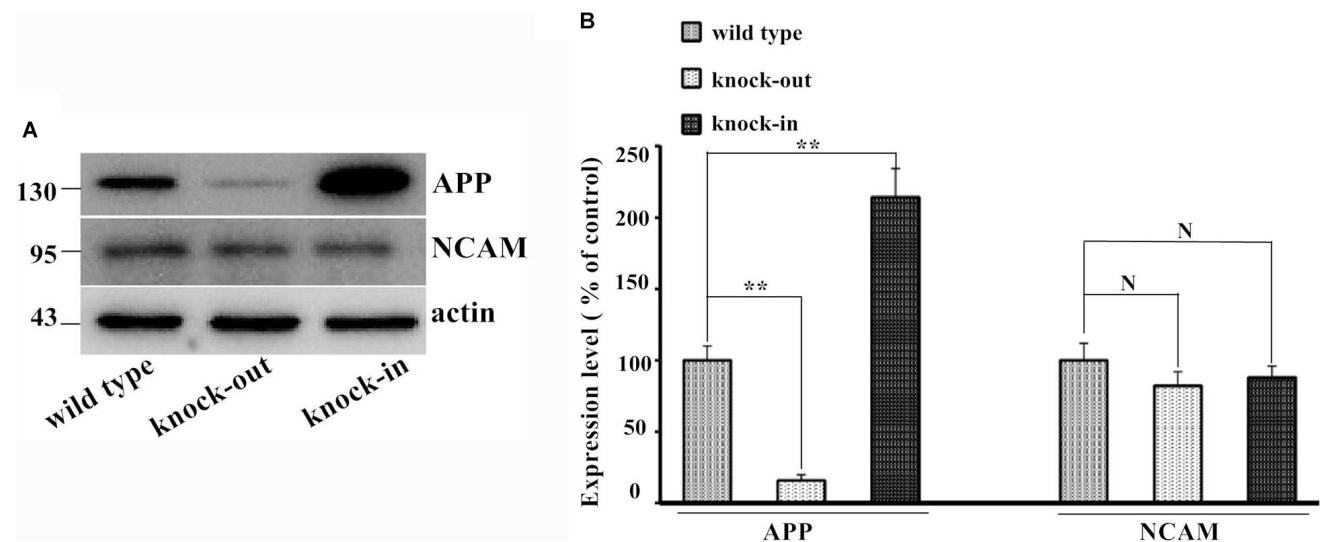 A
130
APP
95
NCAM
43
actin
wild type
knock-out
knock-in
B
wild type
knock-out
knock-in
Expression level ( % of control)
250
200
150
100
50
0
**
**
N
N
APP
NCAM